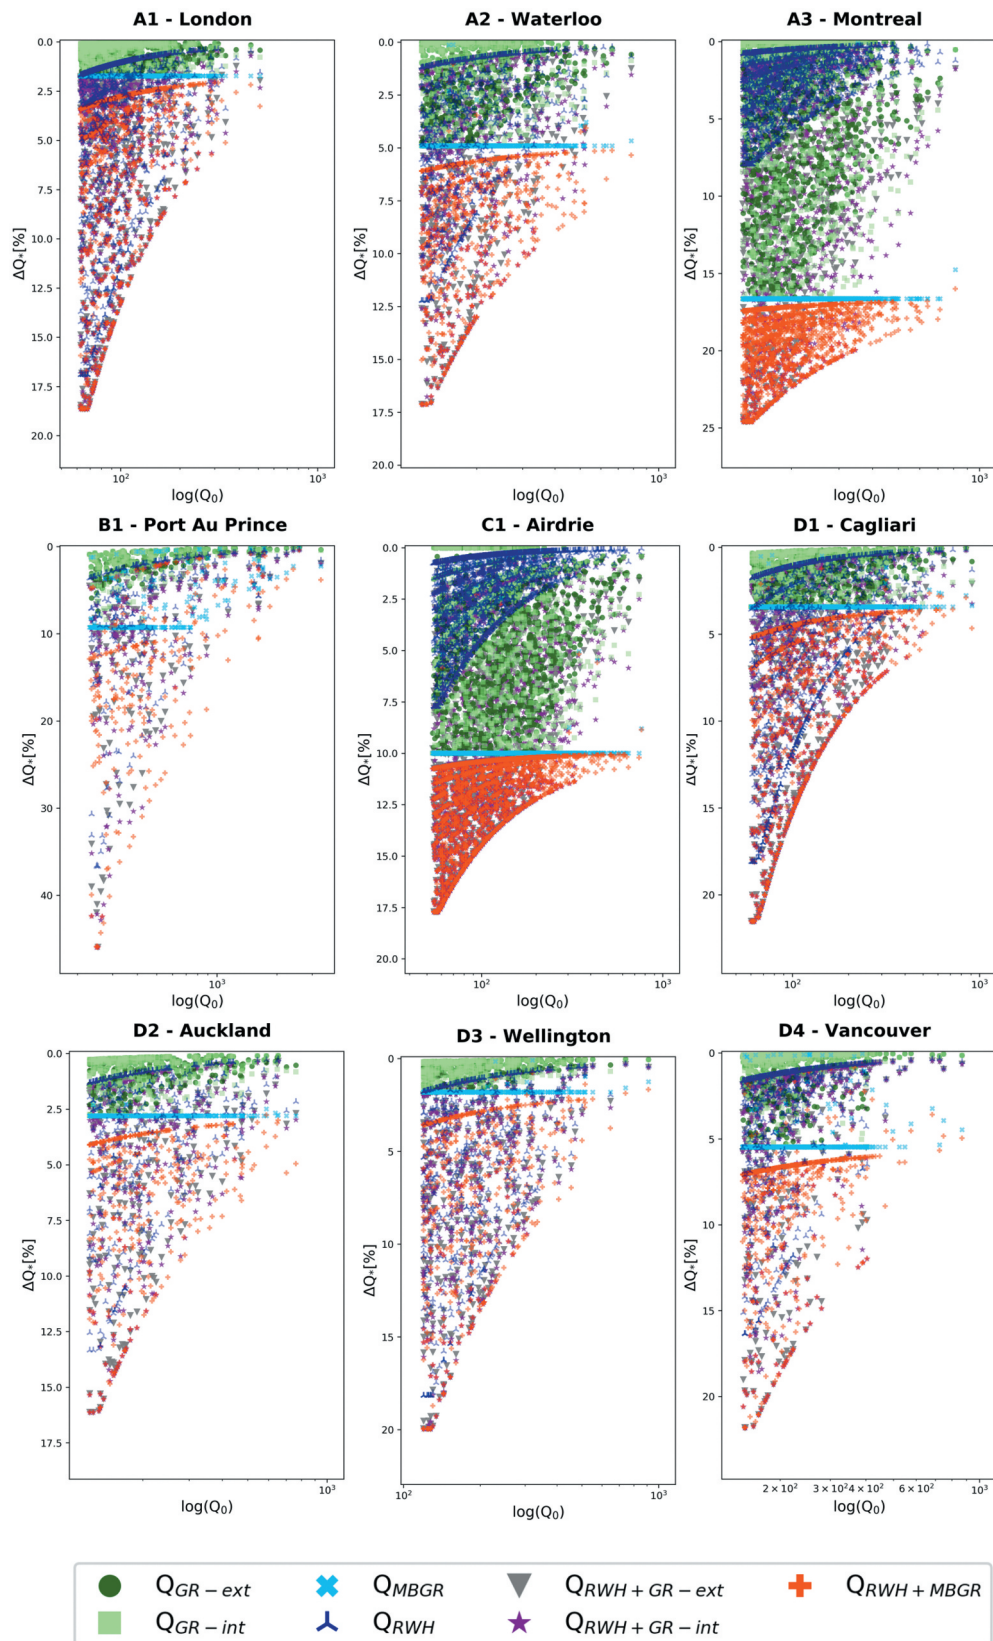 A1 - London A2 - Waterloo A3 - Montreal
0.0 2.5 5.0 7.5 10.0 12.5 15.0 17.5 20.0
ΔQ*[%]
10² 10³
log(Q₀)
0.0 2.5 5.0 7.5 10.0 12.5 15.0 17.5 20.0
ΔQ*[%]
10³
log(Q₀)
0 5 10 15 20 25
ΔQ*[%]
10³
log(Q₀)
B1 - Port Au Prince C1 - Airdrie D1 - Cagliari
0 10 20 30 40
ΔQ*[%]
10³
log(Q₀)
0.0 2.5 5.0 7.5 10.0 12.5 15.0 17.5 20.0
ΔQ*[%]
10² 10³
log(Q₀)
0 5 10 15 20
ΔQ*[%]
10² 10³
log(Q₀)
D2 - Auckland D3 - Wellington D4 - Vancouver
0.0 2.5 5.0 7.5 10.0 12.5 15.0 17.5
ΔQ*[%]
10³
log(Q₀)
0 5 10 15 20
ΔQ*[%]
10² 10³
log(Q₀)
0 5 10 15 20
ΔQ*[%]
2 × 10² 3 × 10² 4 × 10² 6 × 10² 10³
log(Q₀)
Q_GR−ext Q_MBGR Q_RWH+GR−ext Q_RWH+MBGR
Q_GR−int Q_RWH Q_RWH+GR−int